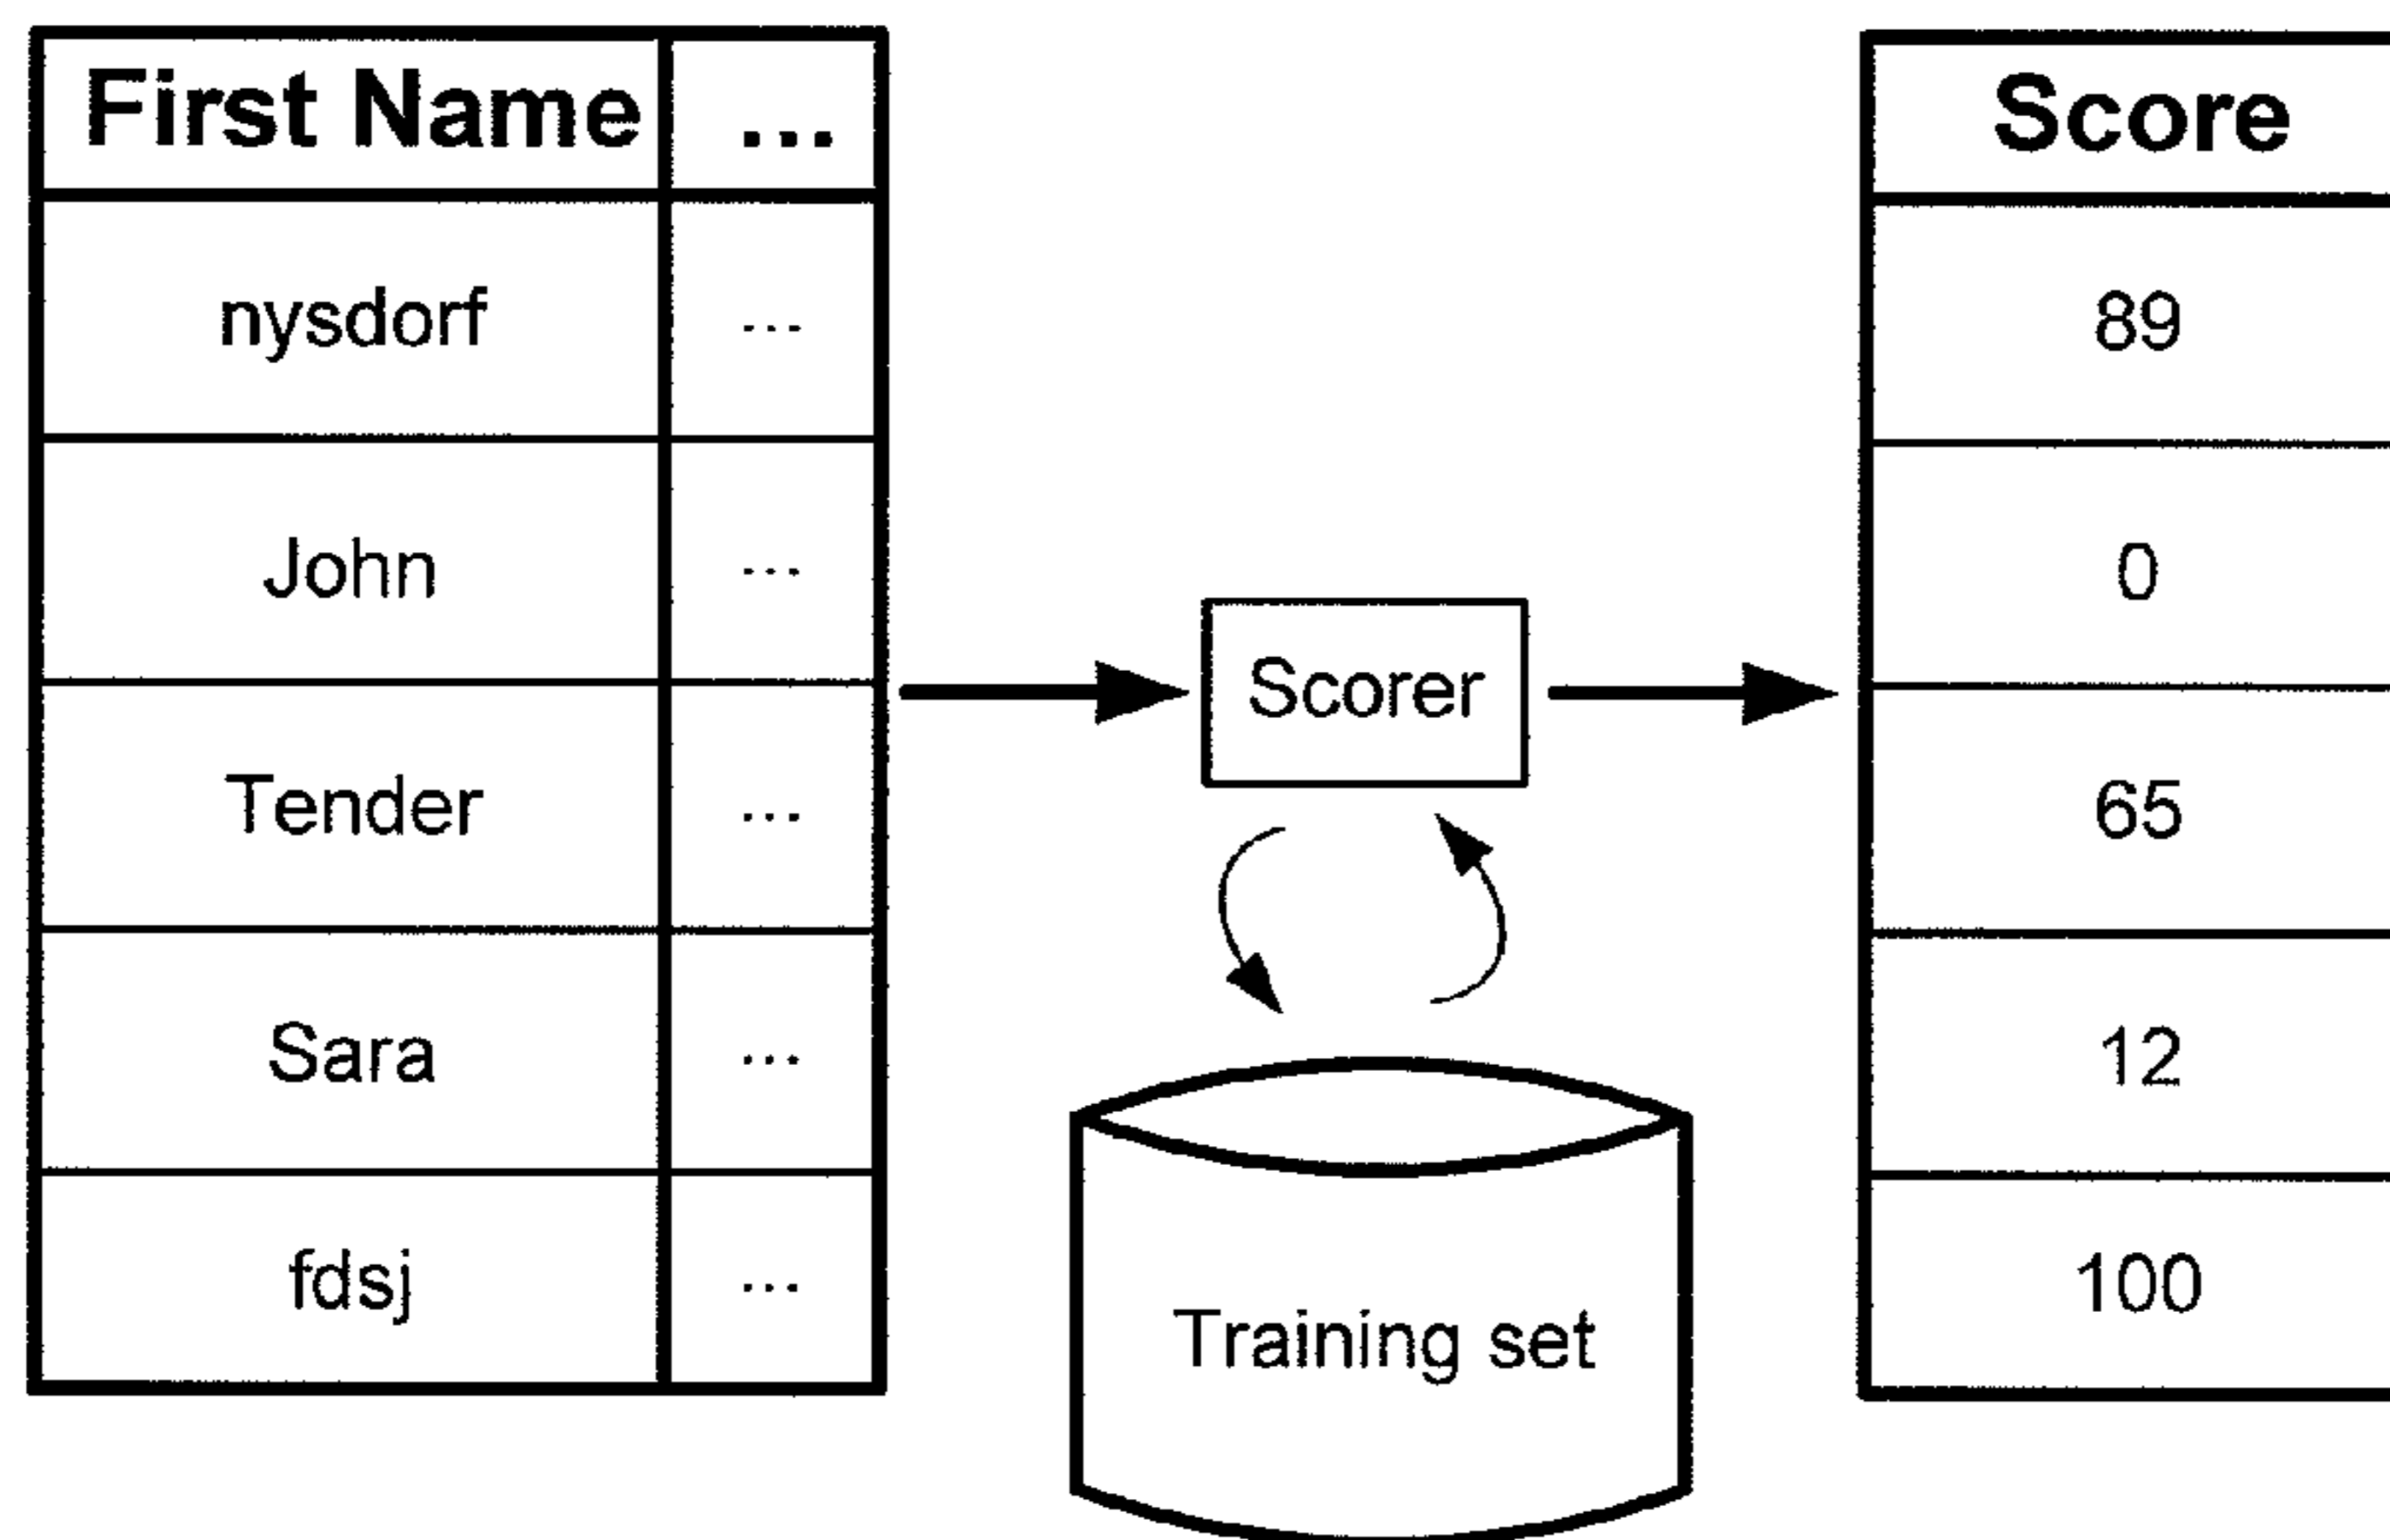 First Name ...
nysdorf ...
John ...
Tender ...
Sara ...
fdsj ...
Scorer
Training set
Score
89
0
65
12
100